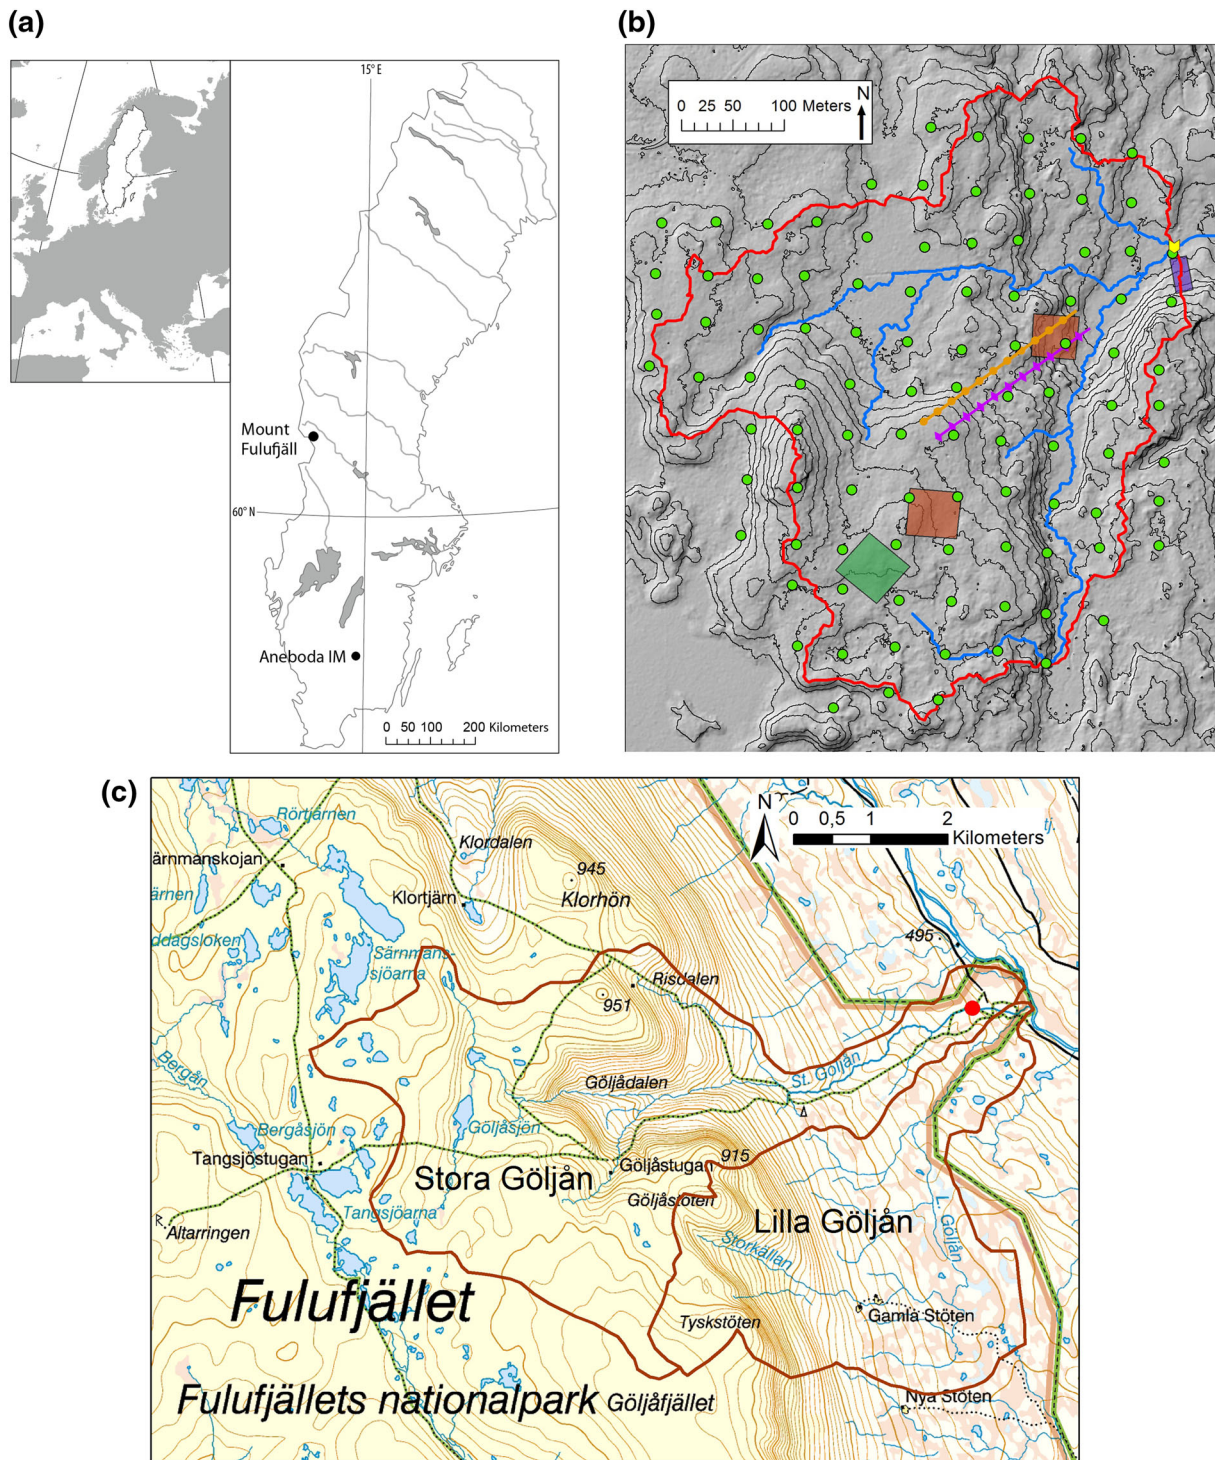 (a)
15° E
Mount
Fulufjäll
60° N
Aneboda IM
0 50 100 200 Kilometers
(b)
0 25 50 100 Meters
N
(c)
Rörtjärnen
ärnmanskojan
ärnen
ddagsloken
Klordalen
945
Klorhön
Klortjärn
Särnmans-
sjöarna
Risdalen
951
N
0 0,5 1 2
Kilometers
tj.
495
St. Göljån
Göljådalen
Bergån
Bergåsjön
Göljåsjön
Tangsjöstugan
Stora Göljån
Göljåstugan
915
Göljåstöten
Tangsjöarna
R
Altarringen
Lilla Göljån
L. Göljån
Storkällan
Fulufjället
Tyskstöten
Gamla Stöten
Fulufjällets nationalpark
Göljåfjället
Nya Stöten